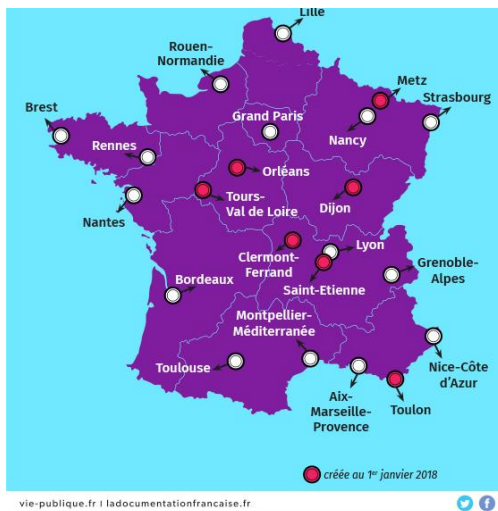 Lille
Rouen-
Normandie
Metz
Strasbourg
Brest
Grand Paris
Nancy
Rennes
Orléans
Tours-
Val de Loire
Dijon
Nantes
Clermont-
Ferrand
Lyon
Grenoble-
Alpes
Saint-Etienne
Bordeaux
Montpellier-
Méditerranée
Toulouse
Nice-Côte
d'Azur
Aix-
Marseille-
Provence
Toulon
créée au 1er janvier 2018
vie-publique.fr I ladocumentationfrancaise.fr